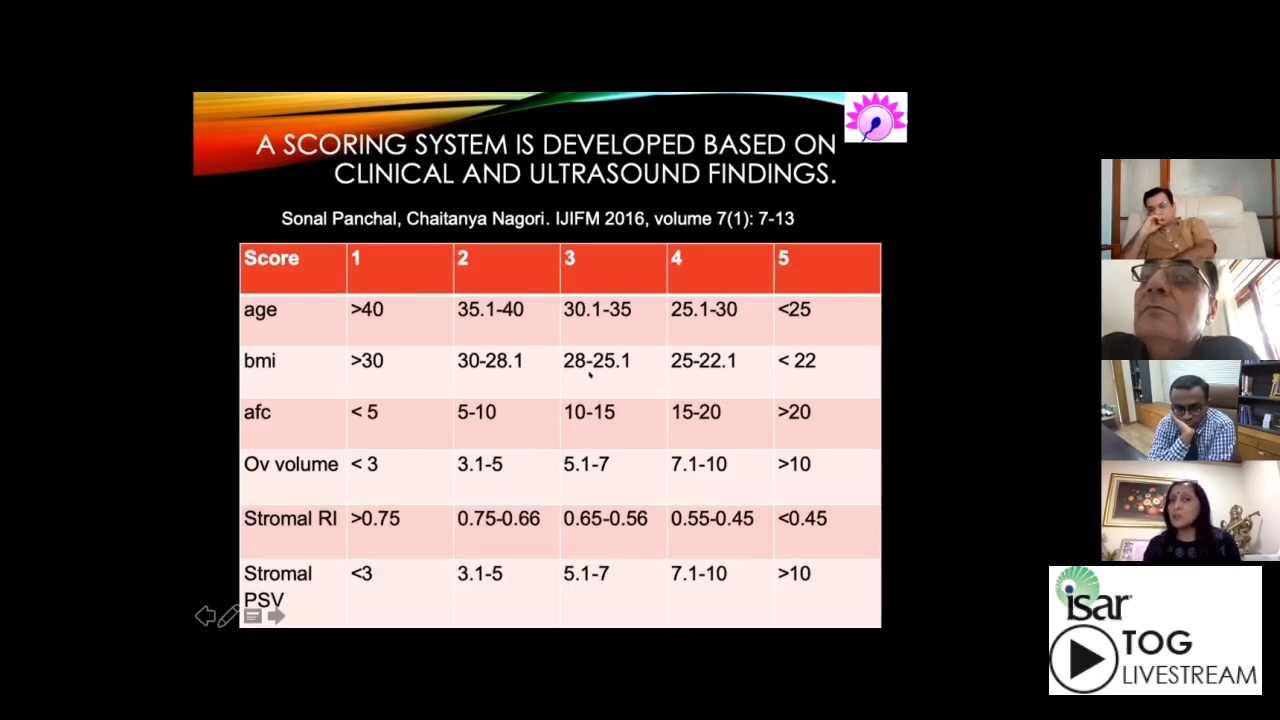 A SCORING SYSTEM IS DEVELOPED BASED ON
CLINICAL AND ULTRASOUND FINDINGS.
Sonal Panchal, Chaitanya Nagori. IJIFM 2016, volume 7(1): 7-13
Score 1 2 3 4 5
age >40 35.1-40 30.1-35 25.1-30 <25
bmi >30 30-28.1 28-25.1 25-22.1 < 22
afc < 5 5-10 10-15 15-20 >20
Ov volume < 3 3.1-5 5.1-7 7.1-10 >10
Stromal RI >0.75 0.75-0.66 0.65-0.56 0.55-0.45 <0.45
Stromal <3 3.1-5 5.1-7 7.1-10 >10
PSV
isar
TOG
LIVESTREAM